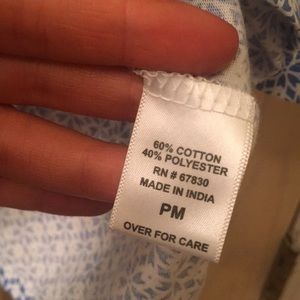 60% COTTON
40% POLYESTER
RN # 67830
MADE IN INDIA
PM
OVER FOR CARE